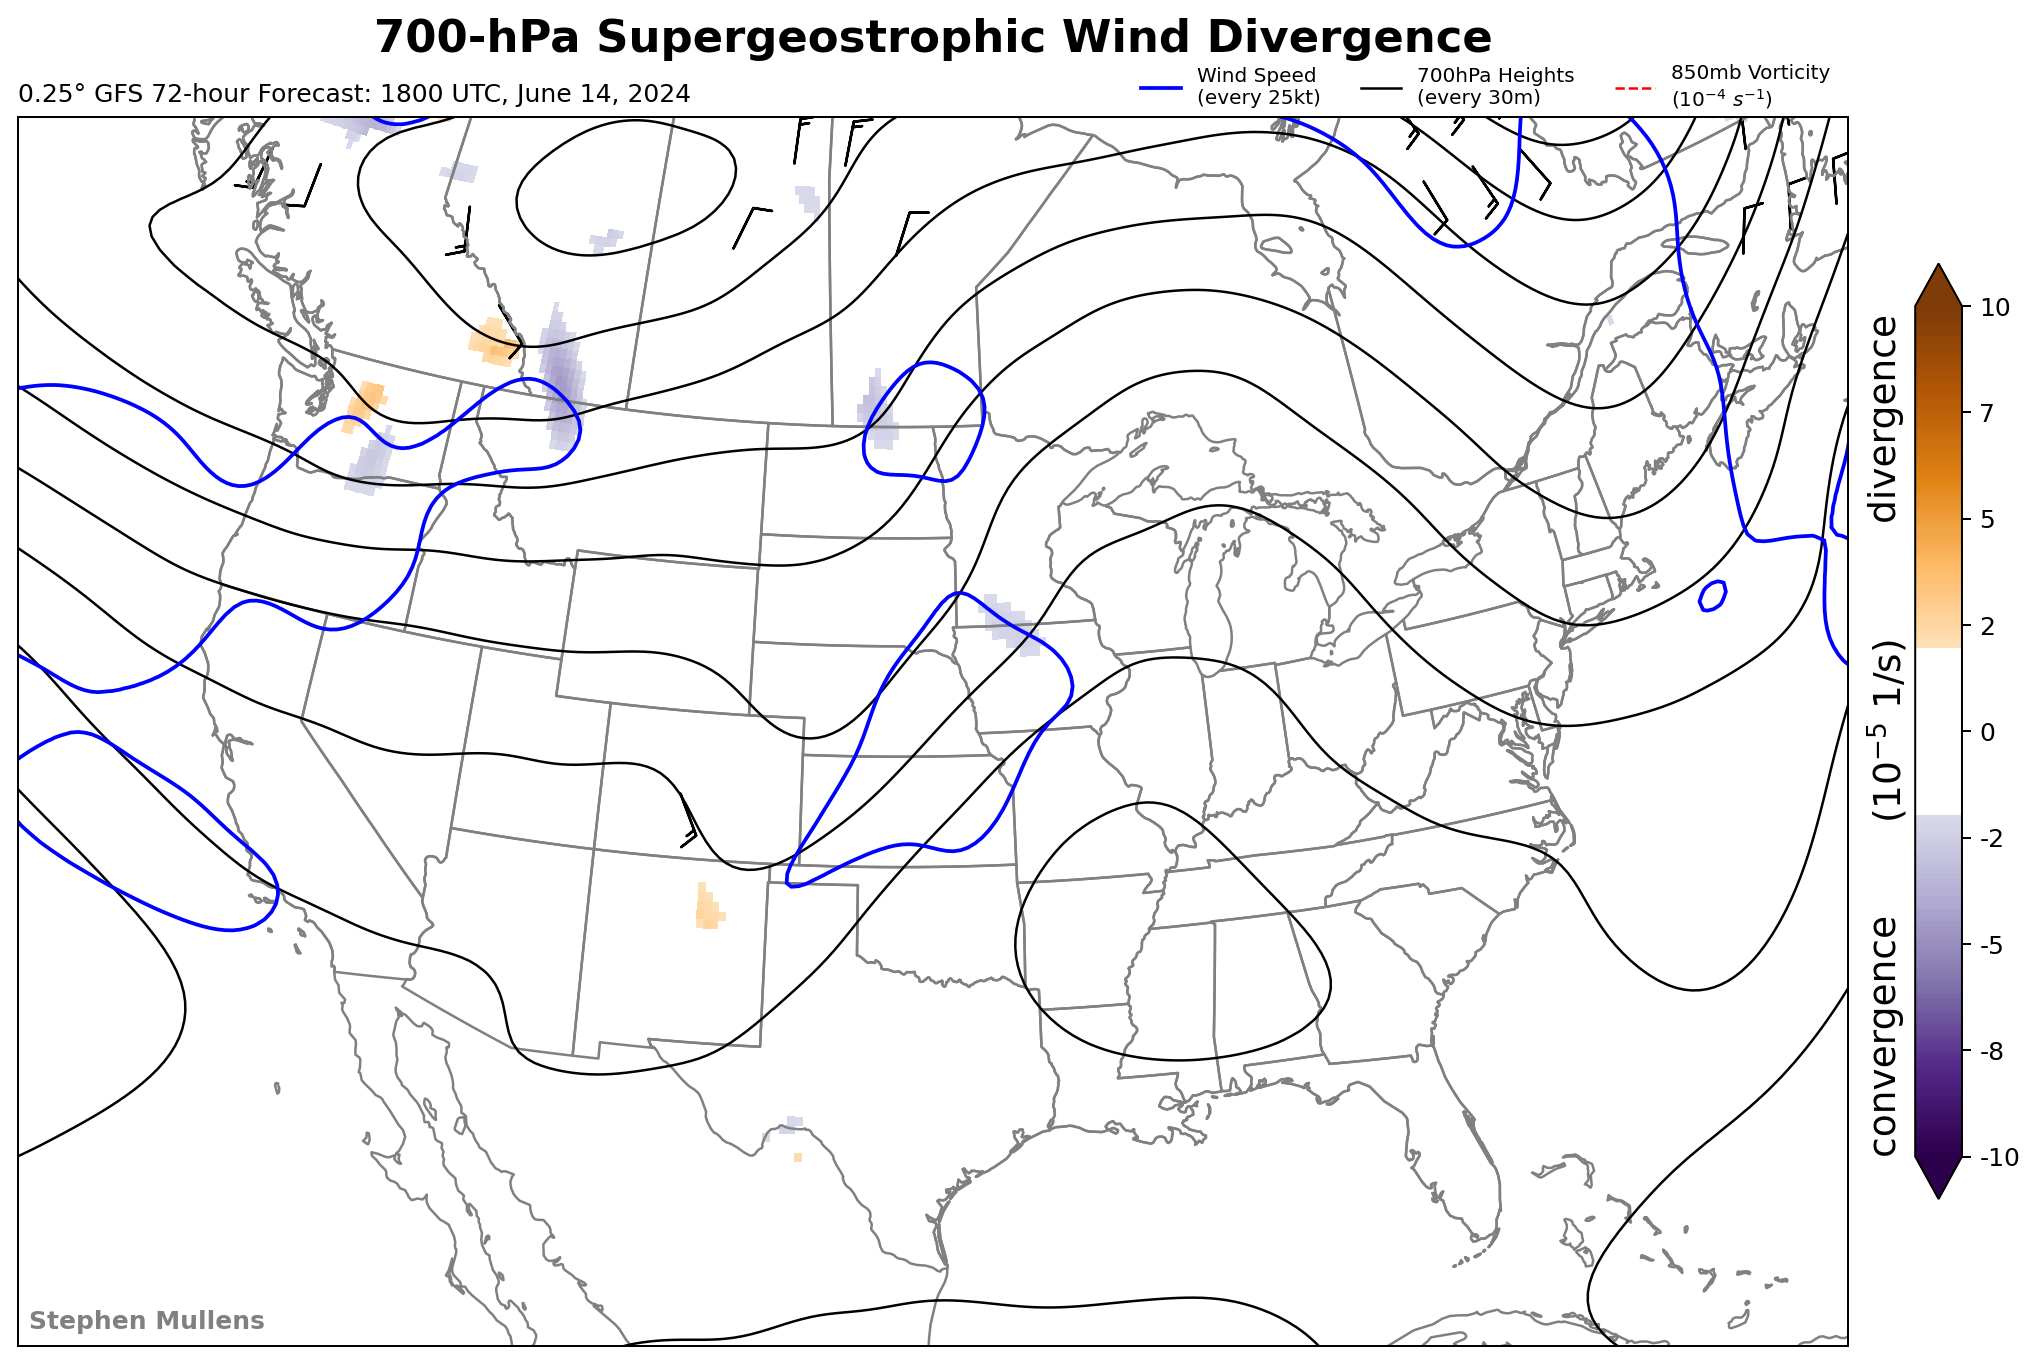 700-hPa Supergeostrophic Wind Divergence
0.25° GFS 72-hour Forecast: 1800 UTC, June 14, 2024
Wind Speed
(every 25kt)
700hPa Heights
(every 30m)
850mb Vorticity
(10⁻⁴ s⁻¹)
10
7
5
2
0
-2
-5
-8
-10
convergence (10⁻⁵ 1/s) divergence
Stephen Mullens